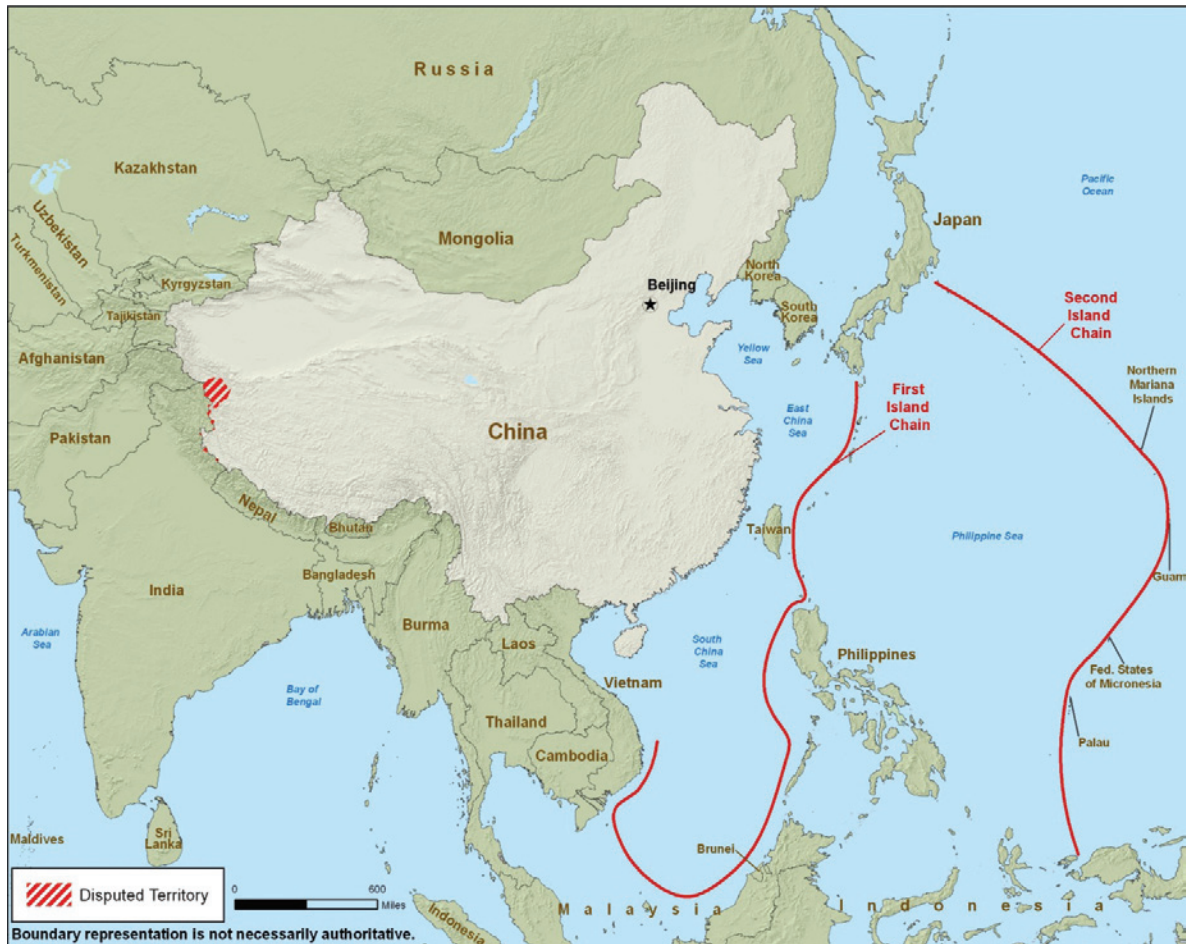 Russia
Kazakhstan
Mongolia
Uzbekistan
Turkmenistan
Kyrgyzstan
Tajikistan
Afghanistan
Pakistan
Beijing
North
Korea
South
Korea
Japan
Pacific
Ocean
Yellow
Sea
East
China
Sea
Second
Island
Chain
First
Island
Chain
Northern
Mariana
Islands
China
Nepal
Bhutan
Bangladesh
India
Burma
Taiwan
Philippine Sea
Guam
Arabian
Sea
Bay of
Bengal
Laos
Vietnam
Thailand
Cambodia
South
China
Sea
Philippines
Fed. States
of Micronesia
Palau
Maldives
Sri
Lanka
Brunei
Malaysia
Indonesia
Indonesia
Disputed Territory
0 600
Miles
Boundary representation is not necessarily authoritative.